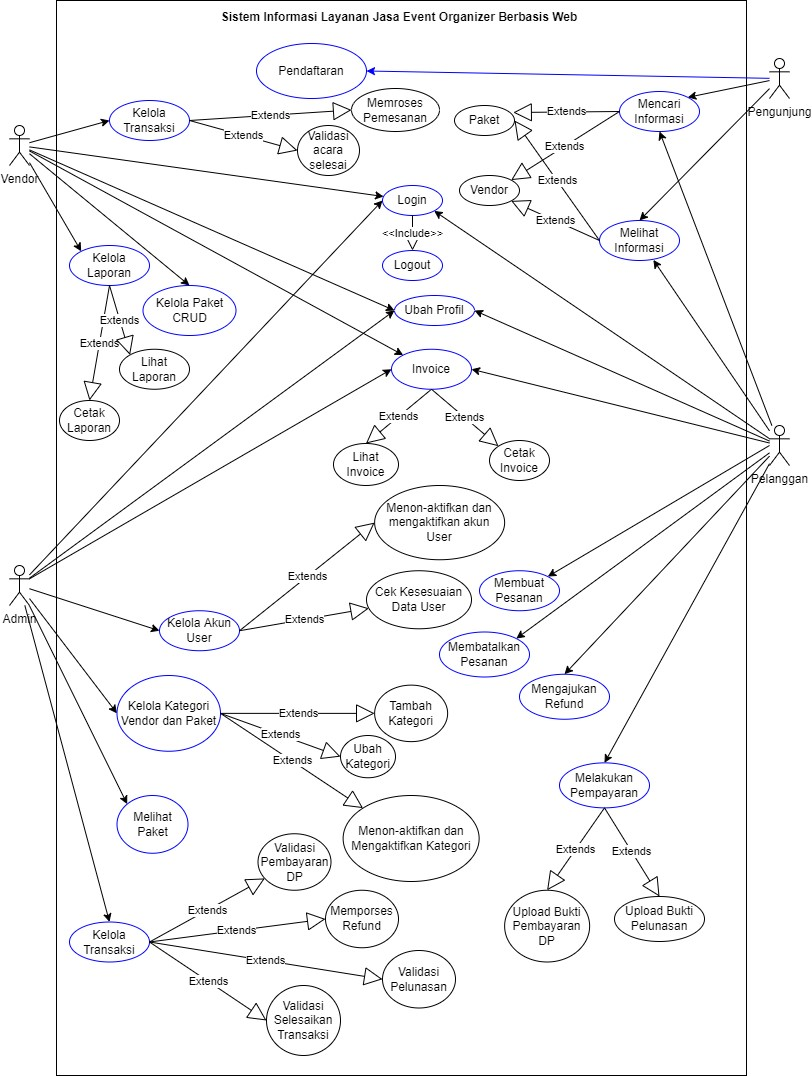 Sistem Informasi Layanan Jasa Event Organizer Berbasis Web
Pendaftaran
Pengunjung
Kelola
Transaksi
Extends
Memroses
Pemesanan
Extends
Validasi
acara
selesai
Paket
Extends
Mencari
Informasi
Extends
Vendor
Extends
Vendor
Extends
Melihat
Informasi
Login
<<Include>>
Logout
Kelola
Laporan
Kelola Paket
CRUD
Ubah Profil
Extends
Extends
Lihat
Laporan
Cetak
Laporan
Invoice
Extends
Extends
Lihat
Invoice
Cetak
Invoice
Pelanggan
Menon-aktifkan dan
mengaktifkan akun
User
Extends
Membuat
Pesanan
Cek Kesesuaian
Data User
Extends
Admin
Kelola Akun
User
Membatalkan
Pesanan
Mengajukan
Refund
Kelola Kategori
Vendor dan Paket
Extends
Tambah
Kategori
Extends
Ubah
Kategori
Extends
Melakukan
Pempayaran
Melihat
Paket
Menon-aktifkan dan
Mengaktifkan Kategori
Extends
Extends
Validasi
Pembayaran
DP
Upload Bukti
Pembayaran
DP
Upload Bukti
Pelunasan
Extends
Memporses
Refund
Extends
Kelola
Transaksi
Extends
Validasi
Pelunasan
Extends
Validasi
Selesaikan
Transaksi